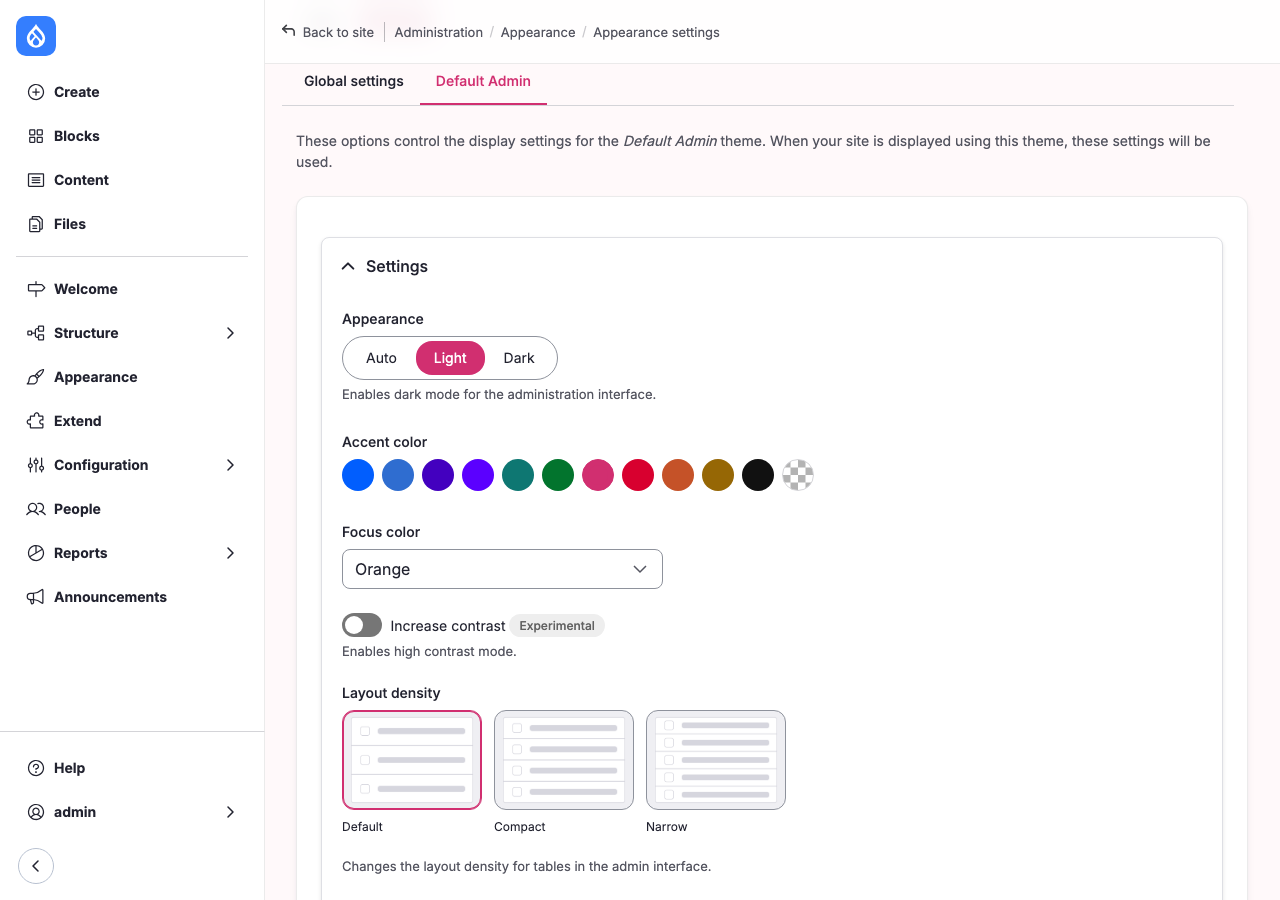 Back to site
Administration / Appearance / Appearance settings
Create
Blocks
Content
Files
Welcome
Structure
Appearance
Extend
Configuration
People
Reports
Announcements
Help
admin
Global settings
Default Admin
These options control the display settings for the Default Admin theme. When your site is displayed using this theme, these settings will be
used.
Settings
Appearance
Auto Light Dark
Enables dark mode for the administration interface.
Accent color
Focus color
Orange
Increase contrast Experimental
Enables high contrast mode.
Layout density
Default Compact Narrow
Changes the layout density for tables in the admin interface.